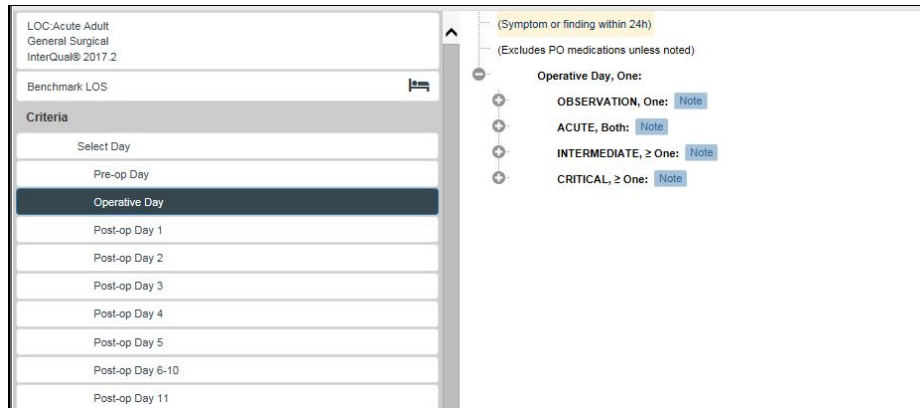 LOC:Acute Adult
General Surgical
InterQual® 2017.2
Benchmark LOS
Criteria
Select Day
Pre-op Day
Operative Day
Post-op Day 1
Post-op Day 2
Post-op Day 3
Post-op Day 4
Post-op Day 5
Post-op Day 6-10
Post-op Day 11
(Symptom or finding within 24h)
(Excludes PO medications unless noted)
Operative Day, One:
OBSERVATION, One: Note
ACUTE, Both: Note
INTERMEDIATE, ≥ One: Note
CRITICAL, ≥ One: Note